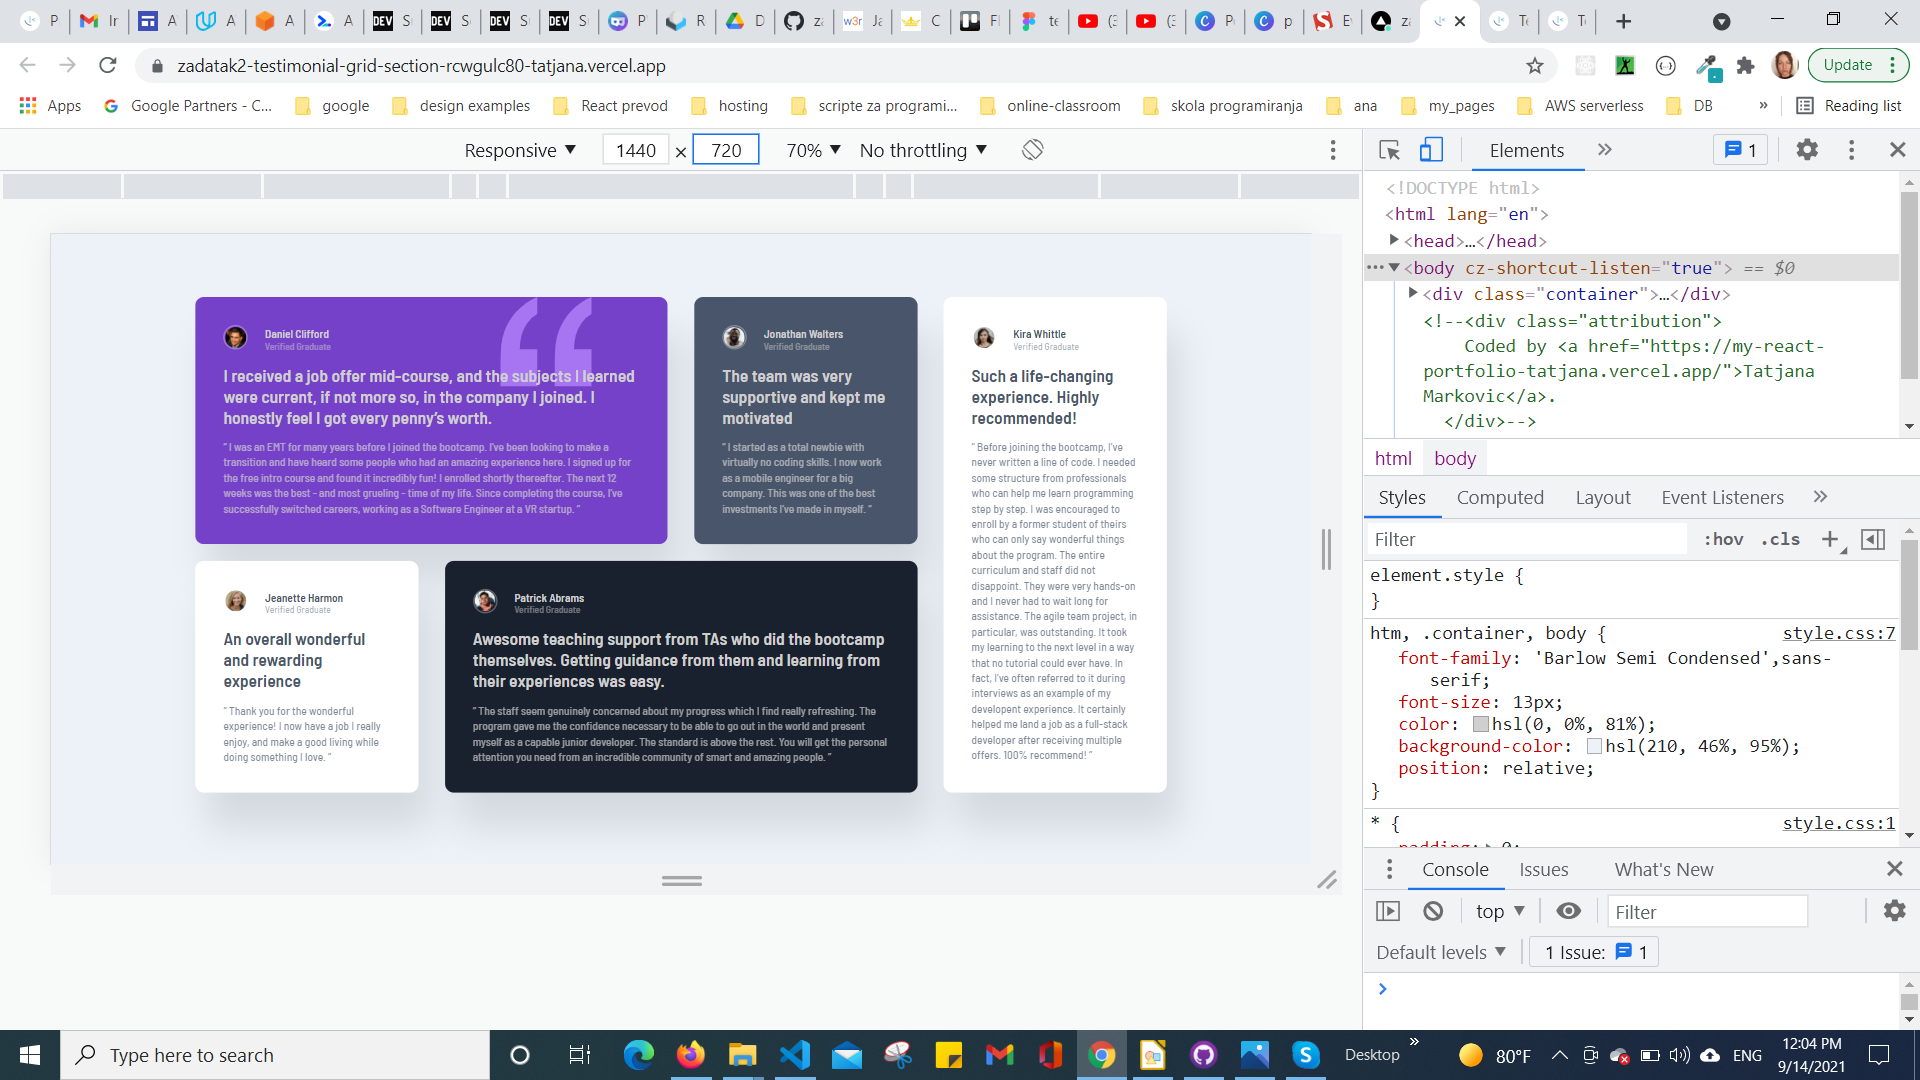 zadatak2-testimonial-grid-section-rcwgulc80-tatjana.vercel.app
Update
Apps
Google Partners - C...
google
design examples
React prevod
hosting
scripte za programi...
online-classroom
skola programiranja
ana
my_pages
AWS serverless
DB
»
Reading list
Responsive
1440 × 720
70%
No throttling
Daniel Clifford
Verified Graduate
I received a job offer mid-course, and the subjects I learned
were current, if not more so, in the company I joined. I
honestly feel I got every penny's worth.
" I was an EMT for many years before I joined the bootcamp. I've been looking to make a
transition and have heard some people who had an amazing experience here. I signed up for
the free intro course and found it incredibly fun! I enrolled shortly thereafter. The next 12
weeks was the best - and most grueling - time of my life. Since completing the course, I've
successfully switched careers, working as a Software Engineer at a VR startup. "
Jonathan Walters
Verified Graduate
The team was very
supportive and kept me
motivated
" I started as a total newbie with
virtually no coding skills. I now work
as a mobile engineer for a big
company. This was one of the best
investments I've made in myself. "
Kira Whittle
Verified Graduate
Such a life-changing
experience. Highly
recommended!
" Before joining the bootcamp, I've
never written a line of code. I needed
some structure from professionals
who can help me learn programming
step by step. I was encouraged to
enroll by a former student of theirs
who can only say wonderful things
about the program. The entire
curriculum and staff did not
disappoint. They were very hands-on
and I never had to wait long for
assistance. The agile team project, in
particular, was outstanding. It took
my learning to the next level in a way
that no tutorial could ever have. In
fact, I've often referred to it during
interviews as an example of my
developent experience. It certainly
helped me land a job as a full-stack
developer after receiving multiple
offers. 100% recommend! "
Jeanette Harmon
Verified Graduate
An overall wonderful
and rewarding
experience
" Thank you for the wonderful
experience! I now have a job I really
enjoy, and make a good living while
doing something I love. "
Patrick Abrams
Verified Graduate
Awesome teaching support from TAs who did the bootcamp
themselves. Getting guidance from them and learning from
their experiences was easy.
" The staff seem genuinely concerned about my progress which I find really refreshing. The
program gave me the confidence necessary to be able to go out in the world and present
myself as a capable junior developer. The standard is above the rest. You will get the personal
attention you need from an incredible community of smart and amazing people. "
Elements
»
1
<!DOCTYPE html>
<html lang="en">
<head>…</head>
<body cz-shortcut-listen="true"> == $0
<div class="container">…</div>
<!--<div class="attribution">
Coded by <a href="https://my-react-
portfolio-tatjana.vercel.app/">Tatjana
Markovic</a>.
</div>-->
html
body
Styles
Computed
Layout
Event Listeners
»
Filter
:hov
.cls
element.style {
}
htm, .container, body {
style.css:7
font-family: 'Barlow Semi Condensed',sans-
serif;
font-size: 13px;
color: hsl(0, 0%, 81%);
background-color: hsl(210, 46%, 95%);
position: relative;
}
* {
style.css:1
padding: 0;
Console
Issues
What's New
top
Filter
Default levels
1 Issue: 1
Type here to search
Desktop
»
80°F
ENG
12:04 PM
9/14/2021